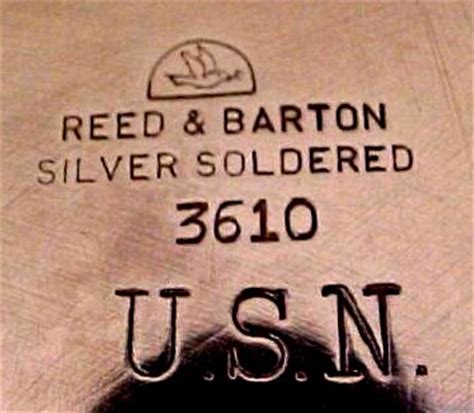 REED & BARTON
SILVER SOLDERED
3610
U.S.N.